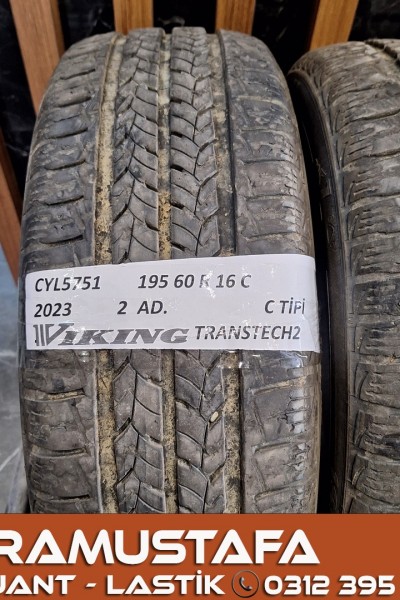 CYL5751 195 60 R 16 C
2023 2 AD. C TİPİ
VIKING TRANSTECH2
RAMUSTAFA
JANT - LASTİK 0312 395